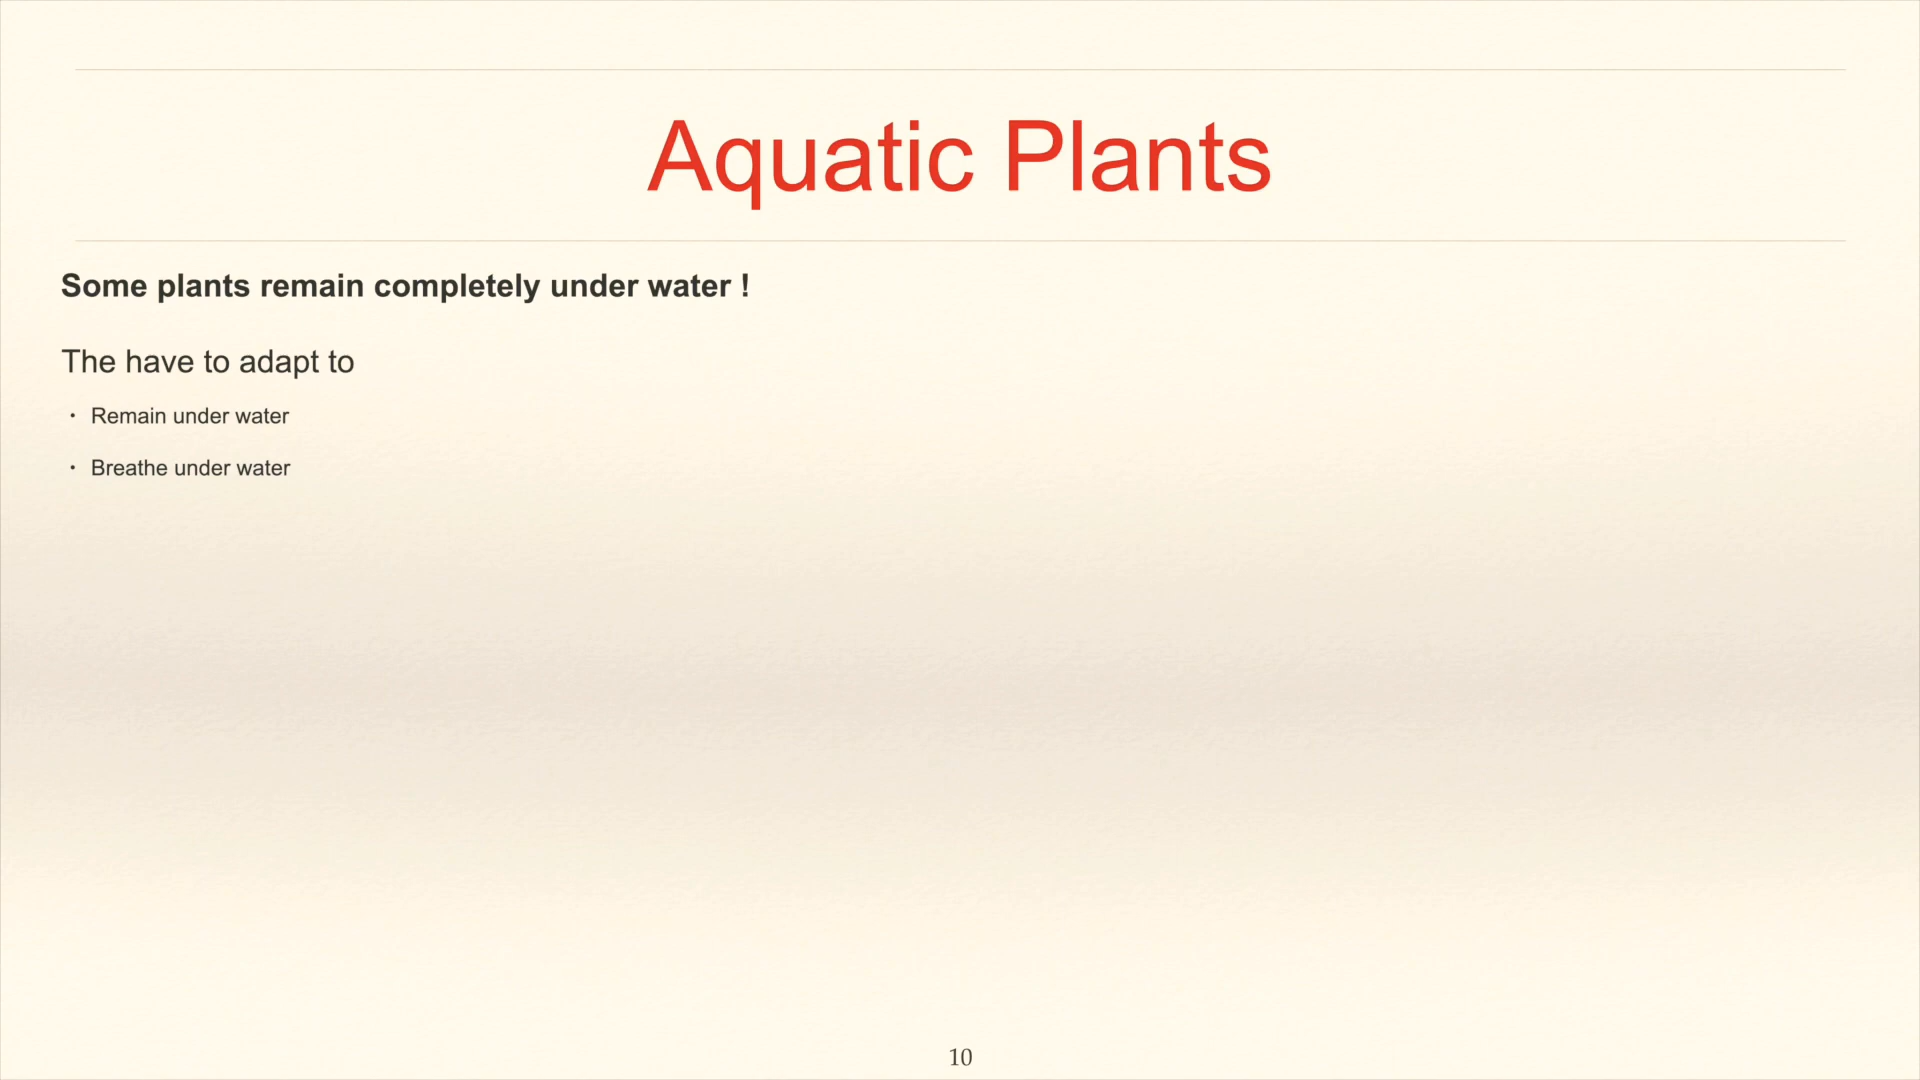 Aquatic Plants
Some plants remain completely under water !
The have to adapt to
• Remain under water
• Breathe under water
10